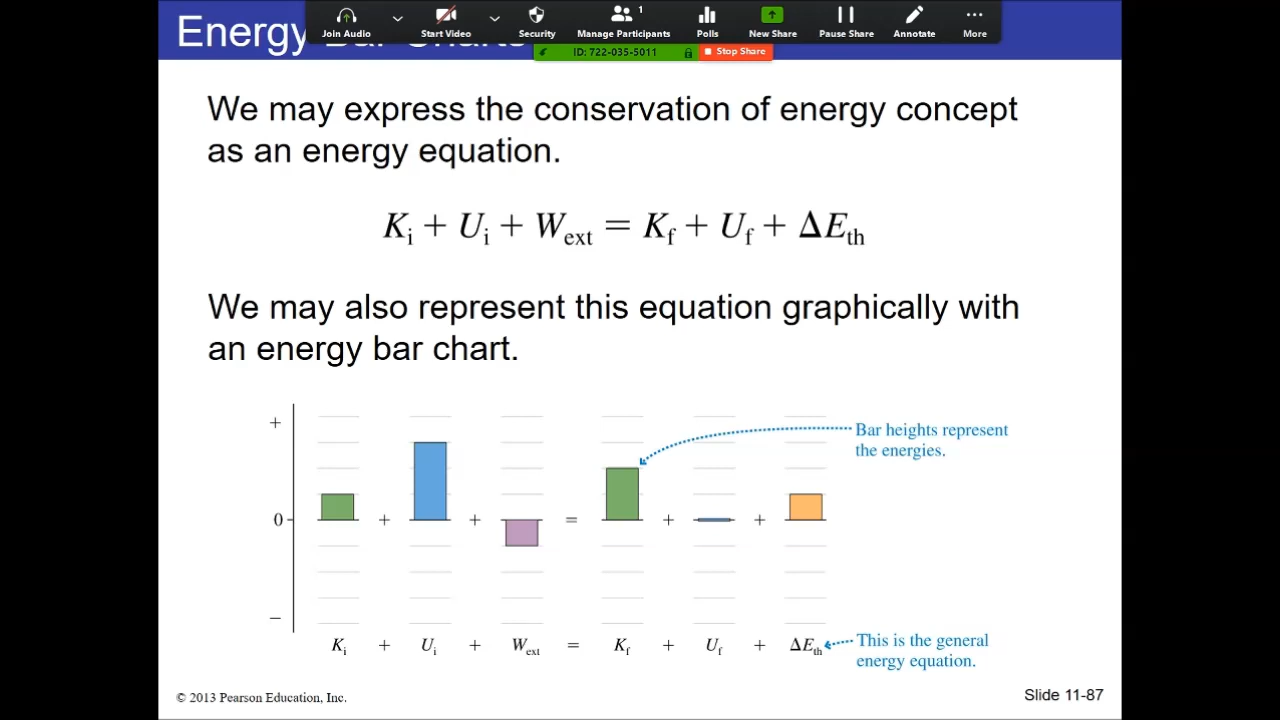 Join Audio
Start Video
Security
Manage Participants
1
Polls
New Share
Pause Share
Annotate
More
ID: 722-035-5011
Stop Share
Energy Bar Charts
We may express the conservation of energy concept
as an energy equation.
Ki + Ui + Wext = Kf + Uf + ΔEth
We may also represent this equation graphically with
an energy bar chart.
+
0
−
+ + = + +
Bar heights represent
the energies.
Ki + Ui + Wext = Kf + Uf + ΔEth
This is the general
energy equation.
© 2013 Pearson Education, Inc.
Slide 11-87